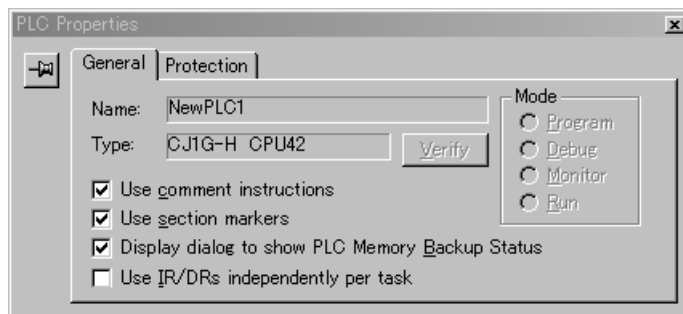 PLC Properties
General
Protection
Name:
NewPLC1
Type:
CJ1G-H CPU42
Verify
Use comment instructions
Use section markers
Display dialog to show PLC Memory Backup Status
Use IR/DRs independently per task
Mode
Program
Debug
Monitor
Run